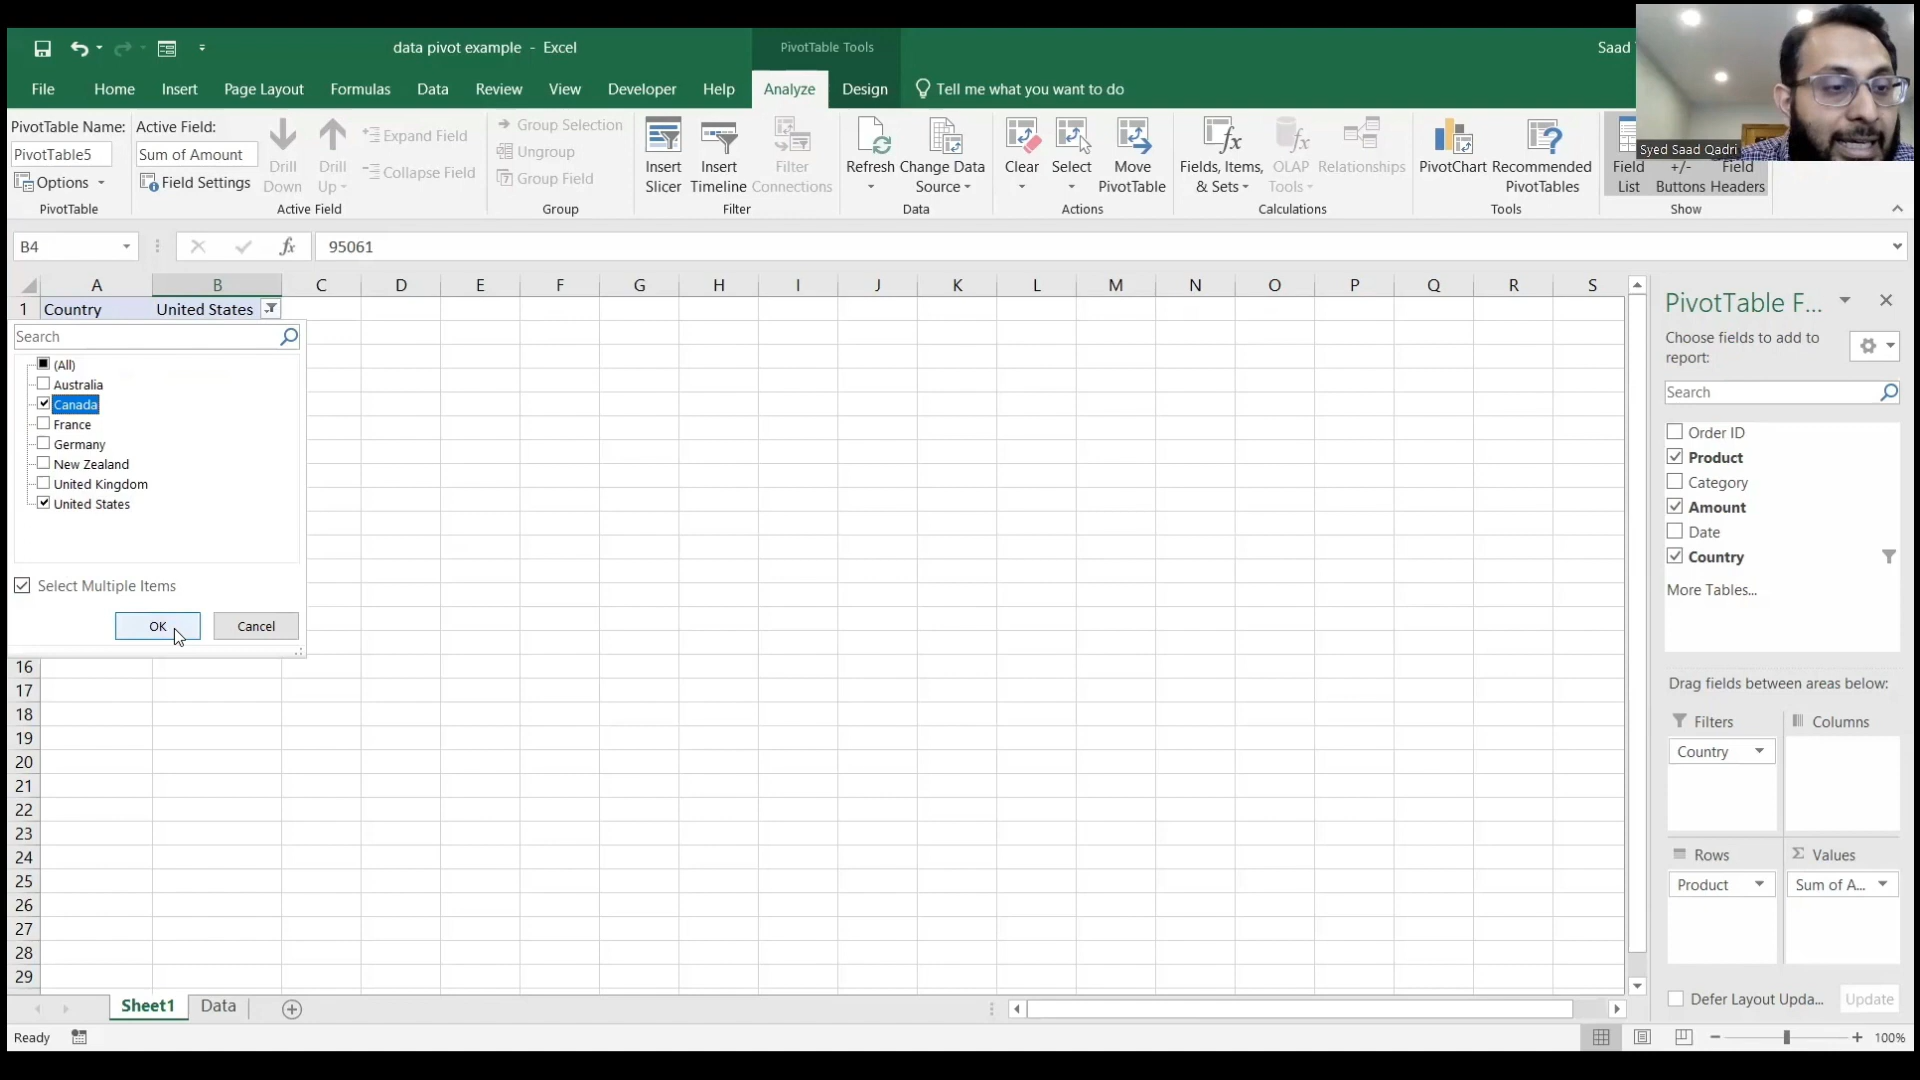 data pivot example - Excel
PivotTable Tools
Saad
File Home Insert Page Layout Formulas Data Review View Developer Help Analyze Design Tell me what you want to do
Syed Saad Qadri
PivotTable Name:
PivotTable5
Options
PivotTable
Active Field:
Sum of Amount
Field Settings
Drill Down
Drill Up
Expand Field
Collapse Field
Active Field
Group Selection
Ungroup
Group Field
Group
Insert Slicer
Insert Timeline
Filter Connections
Filter
Refresh
Change Data Source
Data
Clear
Select
Move PivotTable
Actions
Fields, Items, & Sets
OLAP Tools
Relationships
Calculations
PivotChart
Recommended PivotTables
Tools
Field List
+/- Buttons
Field Headers
Show
B4
fx
95061
A B C D E F G H I J K L M N O P Q R S
1 Country United States
Search
(All)
Australia
Canada
France
Germany
New Zealand
United Kingdom
United States
Select Multiple Items
OK Cancel
16
17
18
19
20
21
22
23
24
25
26
27
28
29
PivotTable F...
Choose fields to add to
report:
Search
Order ID
Product
Category
Amount
Date
Country
More Tables...
Drag fields between areas below:
Filters Columns
Country
Rows Values
Product Sum of A...
Defer Layout Upda... Update
Sheet1 Data
Ready
100%